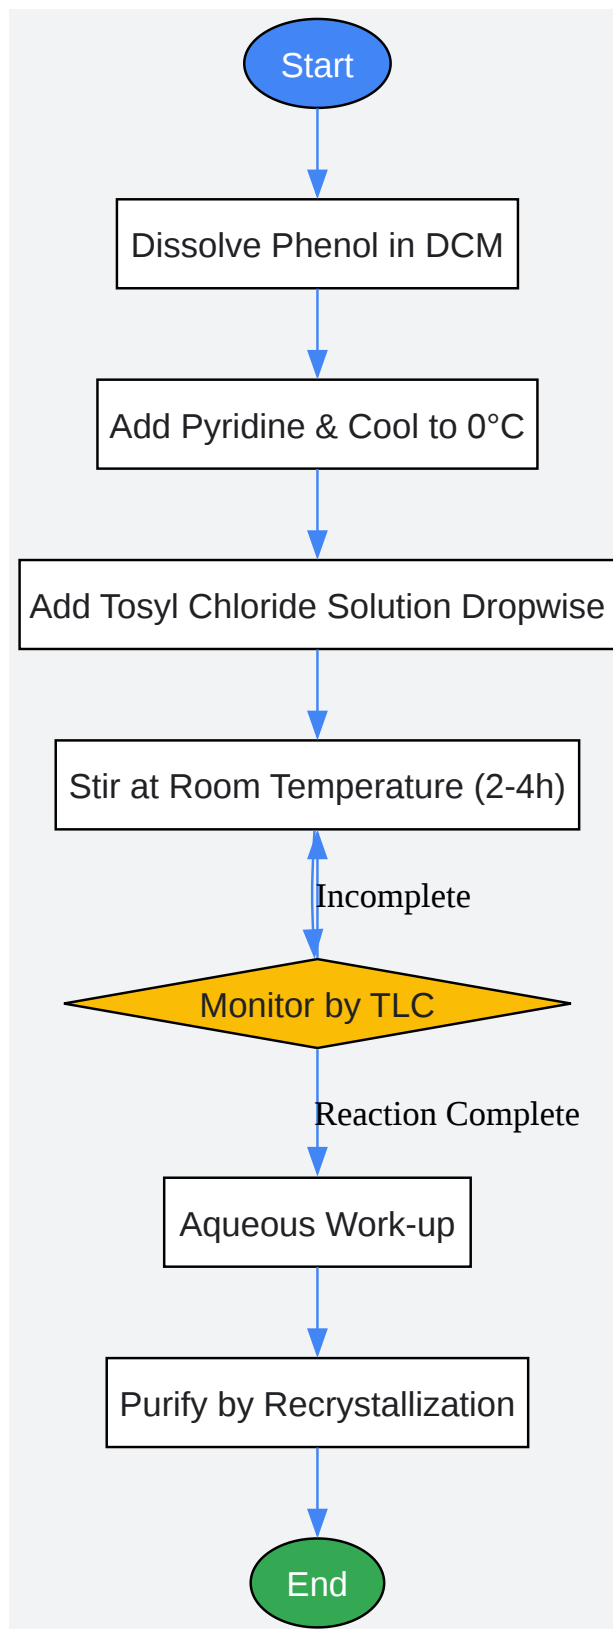 Start
Dissolve Phenol in DCM
Add Pyridine & Cool to 0°C
Add Tosyl Chloride Solution Dropwise
Stir at Room Temperature (2-4h)
Incomplete
Monitor by TLC
Reaction Complete
Aqueous Work-up
Purify by Recrystallization
End